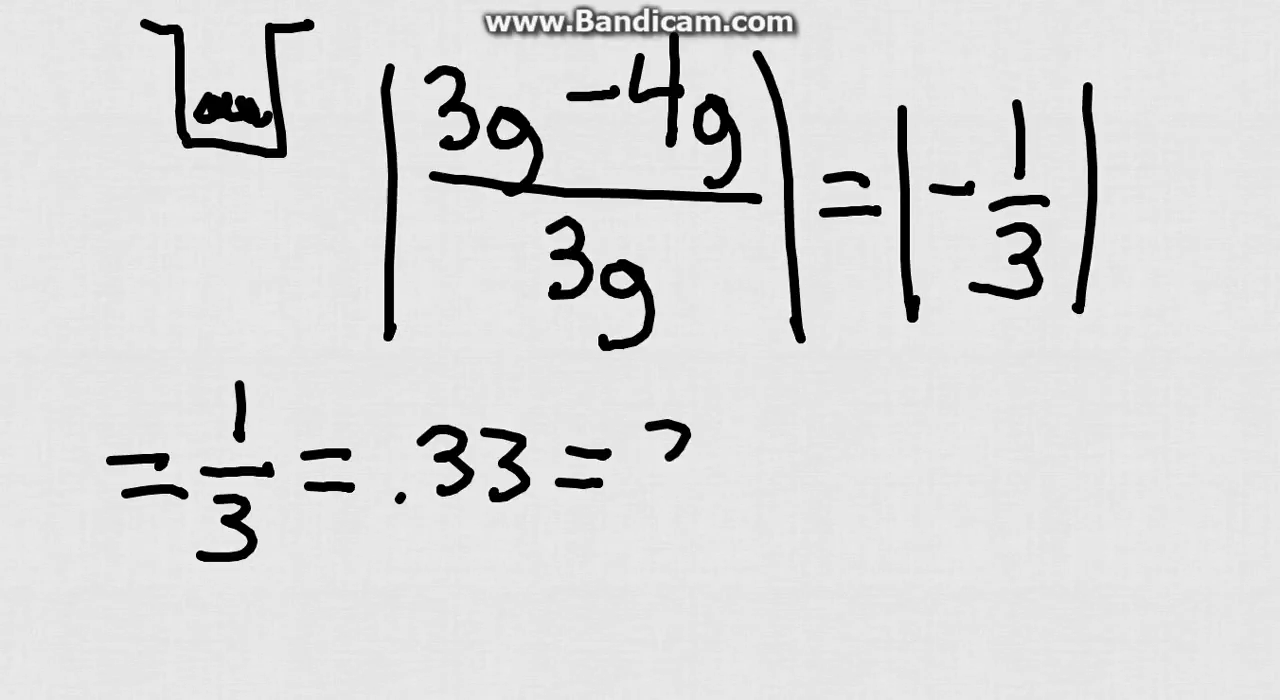 www.Bandicam.com
|3g - 4g / 3g| = |- 1/3|
= 1/3 = .33 =